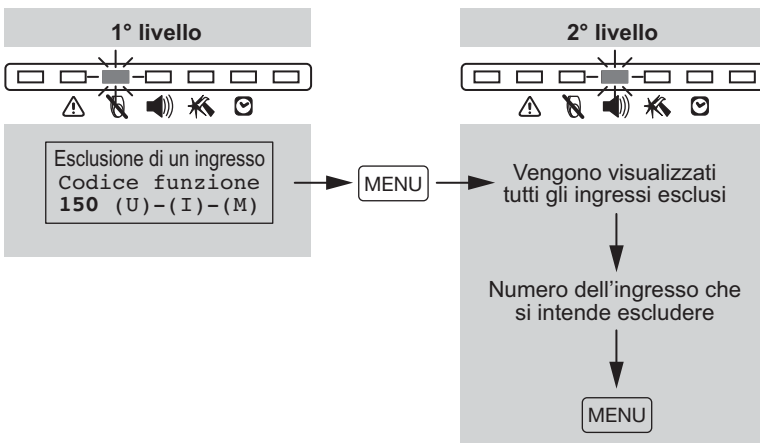 1° livello
Esclusione di un ingresso
Codice funzione
150 (U)-(I)-(M)
MENU
2° livello
Vengono visualizzati
tutti gli ingressi esclusi
Numero dell'ingresso che
si intende escludere
MENU